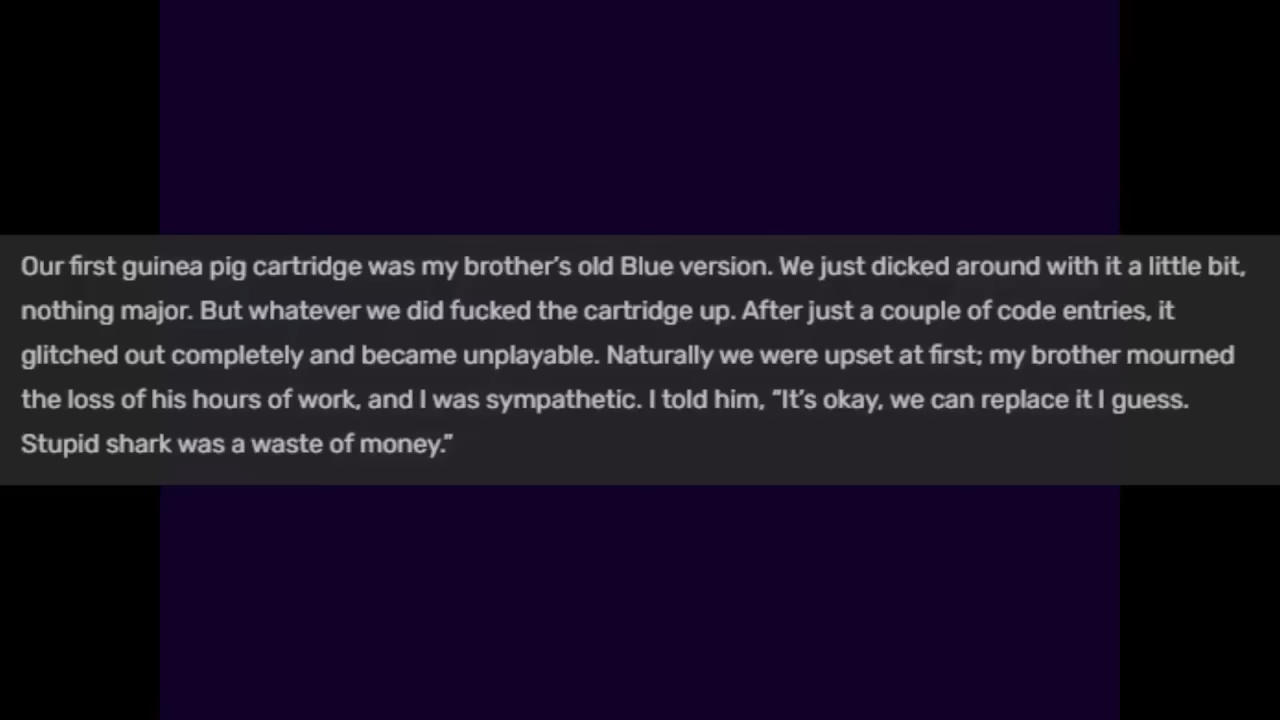 Our first guinea pig cartridge was my brother’s old Blue version. We just dicked around with it a little bit,
nothing major. But whatever we did fucked the cartridge up. After just a couple of code entries, it
glitched out completely and became unplayable. Naturally we were upset at first; my brother mourned
the loss of his hours of work, and I was sympathetic. I told him, “It’s okay, we can replace it I guess.
Stupid shark was a waste of money.”